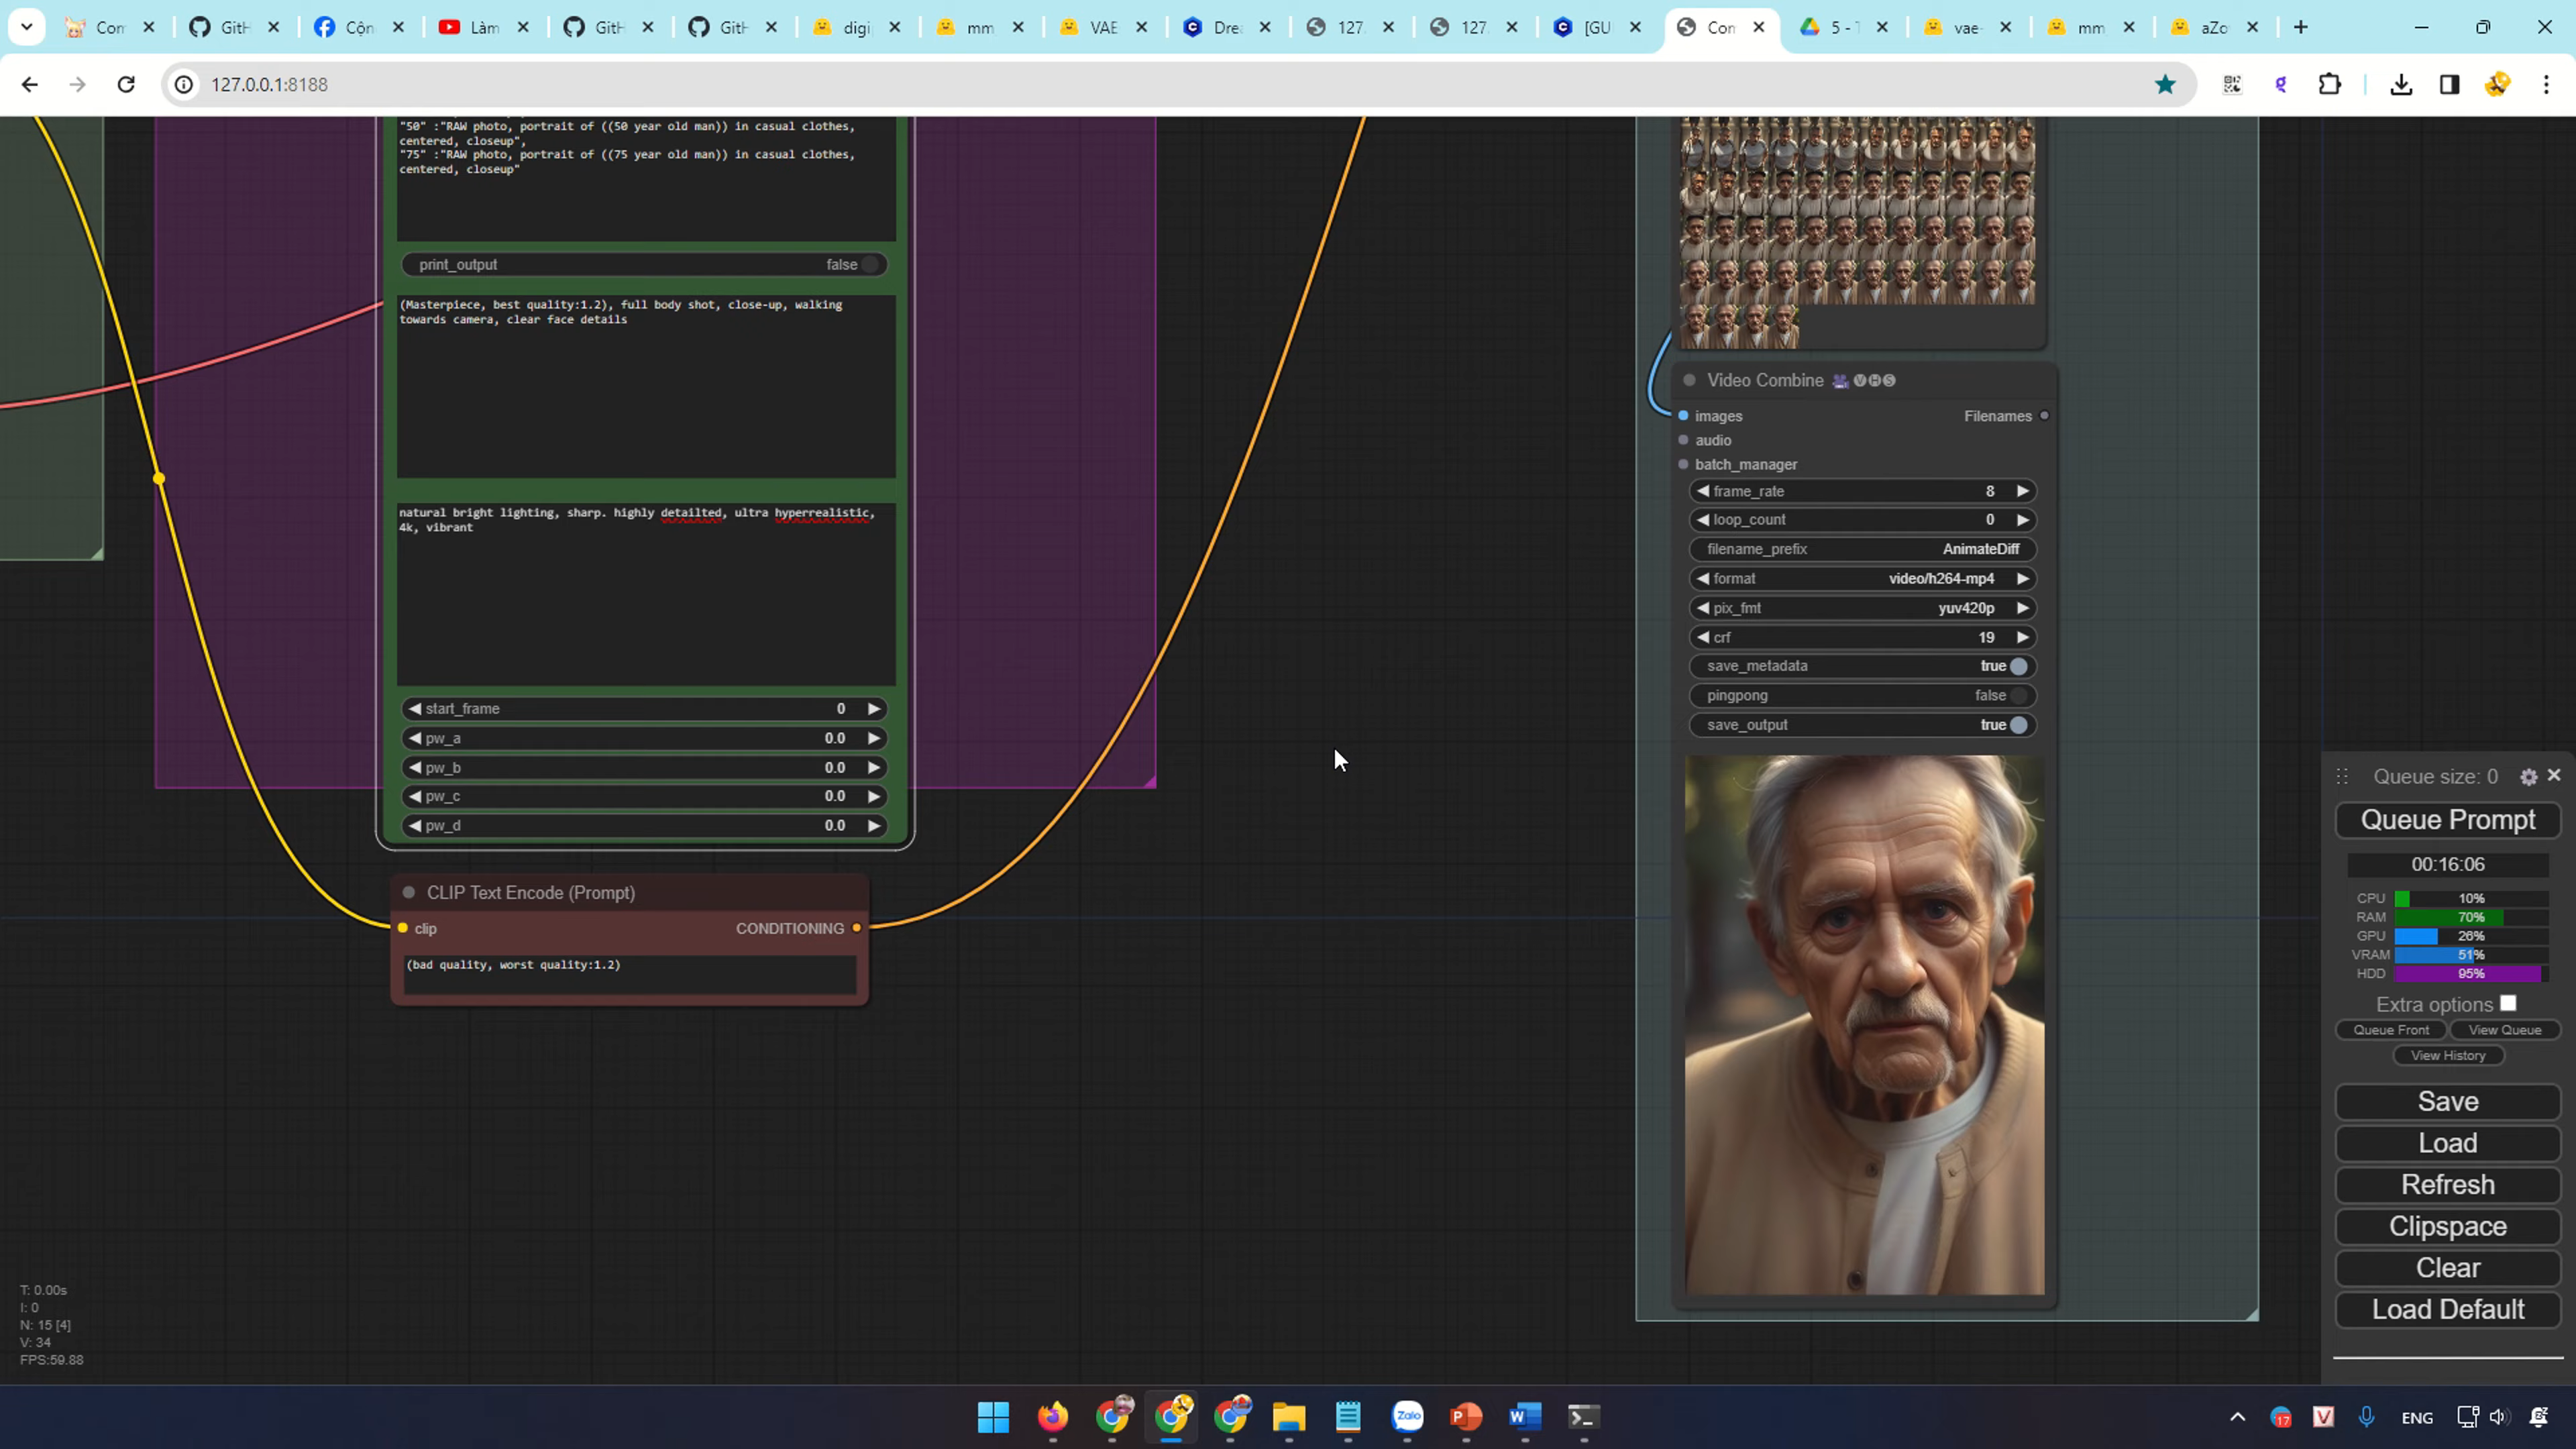 Con
GitH
Cộn
Làm
GitH
GitH
digi
mm
VAE
Drea
127.
127.
[GU
Con
5 - T
vae-
mm
aZo
127.0.0.1:8188
"50" :"RAW photo, portrait of ((50 year old man)) in casual clothes,
centered, closeup",
"75" :"RAW photo, portrait of ((75 year old man)) in casual clothes,
centered, closeup"
print_output false
(Masterpiece, best quality:1.2), full body shot, close-up, walking
towards camera, clear face details
natural bright lighting, sharp. highly detailted, ultra hyperrealistic,
4k, vibrant
start_frame 0
pw_a 0.0
pw_b 0.0
pw_c 0.0
pw_d 0.0
CLIP Text Encode (Prompt)
clip CONDITIONING
(bad quality, worst quality:1.2)
Video Combine VHS
images Filenames
audio
batch_manager
frame_rate 8
loop_count 0
filename_prefix AnimateDiff
format video/h264-mp4
pix_fmt yuv420p
crf 19
save_metadata true
pingpong false
save_output true
Queue size: 0
Queue Prompt
00:16:06
CPU 10%
RAM 70%
GPU 26%
VRAM 51%
HDD 95%
Extra options
Queue Front View Queue
View History
Save
Load
Refresh
Clipspace
Clear
Load Default
T: 0.00s
I: 0
N: 15 [4]
V: 34
FPS:59.88
Zalo
17
V
ENG